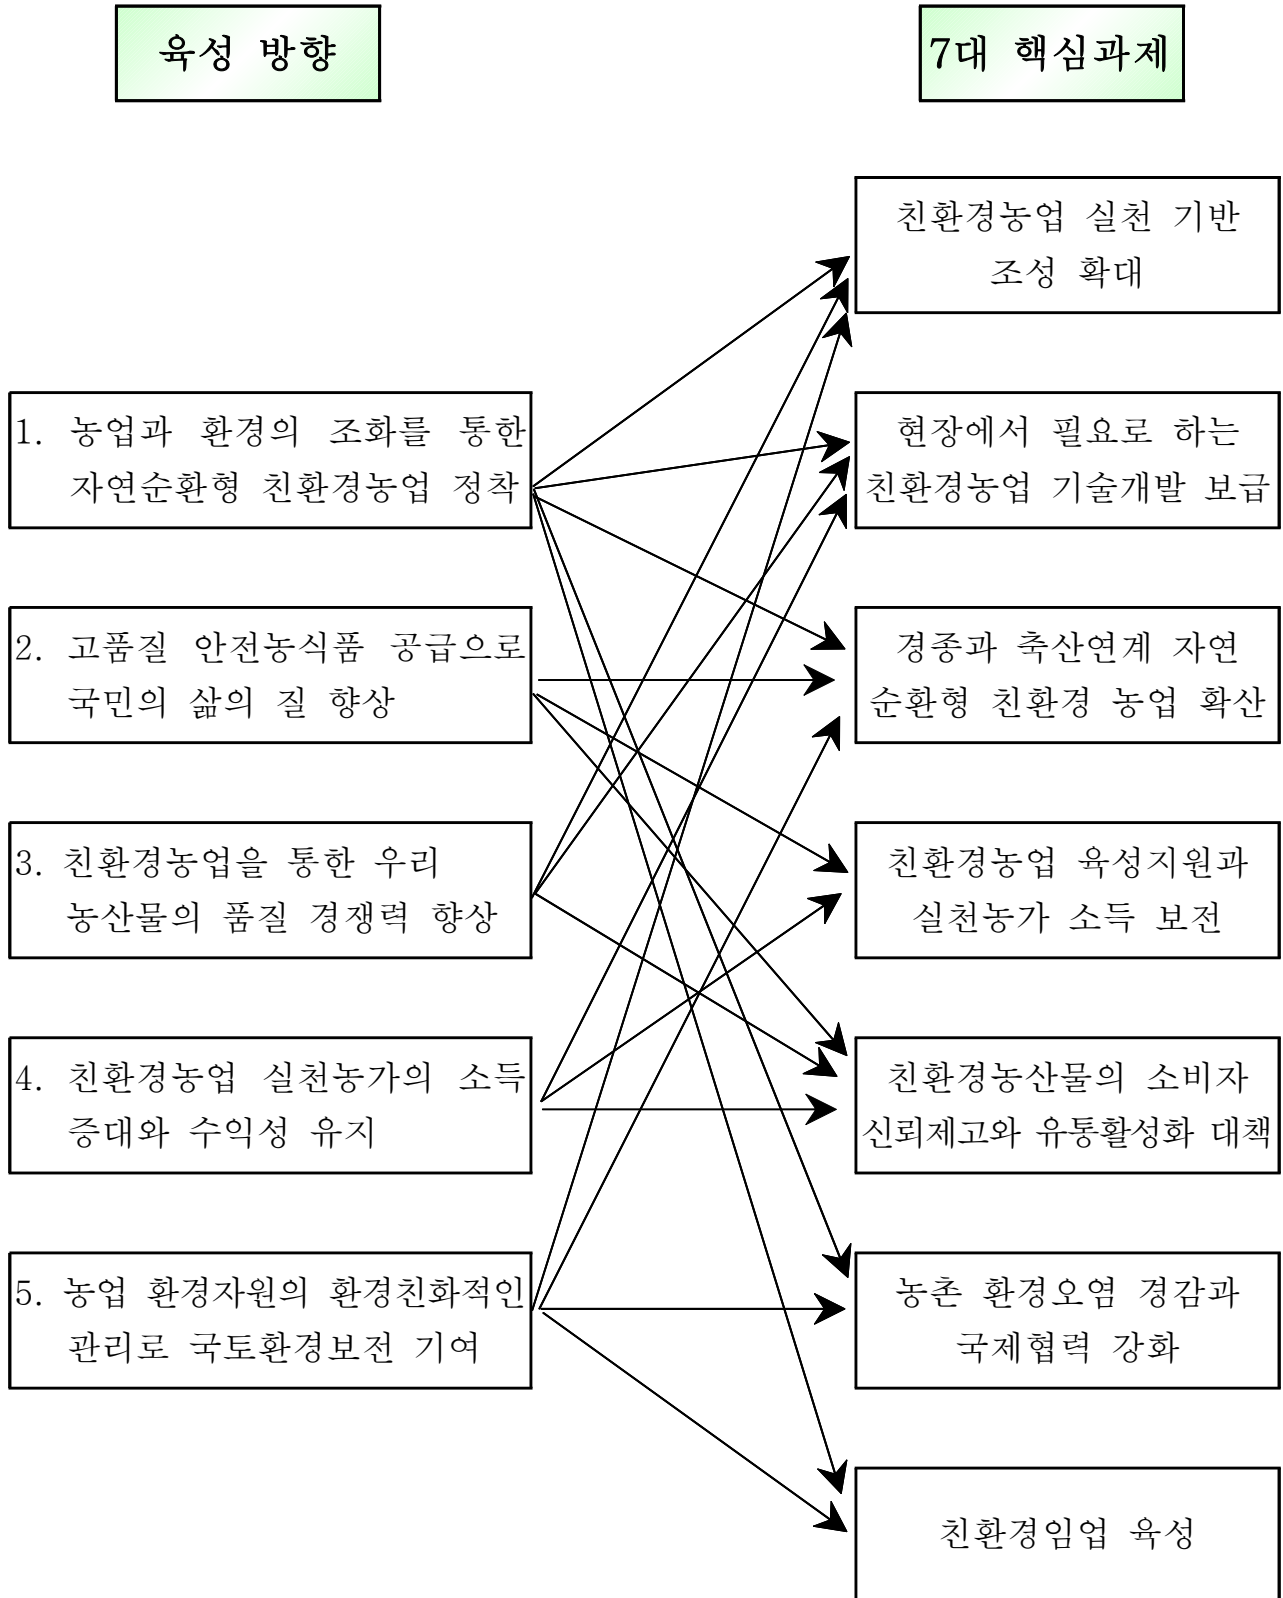 육성 방향
7대 핵심과제
1. 농업과 환경의 조화를 통한
자연순환형 친환경농업 정착
2. 고품질 안전농식품 공급으로
국민의 삶의 질 향상
3. 친환경농업을 통한 우리
농산물의 품질 경쟁력 향상
4. 친환경농업 실천농가의 소득
증대와 수익성 유지
5. 농업 환경자원의 환경친화적인
관리로 국토환경보전 기여
친환경농업 실천 기반
조성 확대
현장에서 필요로 하는
친환경농업 기술개발 보급
경종과 축산연계 자연
순환형 친환경 농업 확산
친환경농업 육성지원과
실천농가 소득 보전
친환경농산물의 소비자
신뢰제고와 유통활성화 대책
농촌 환경오염 경감과
국제협력 강화
친환경임업 육성